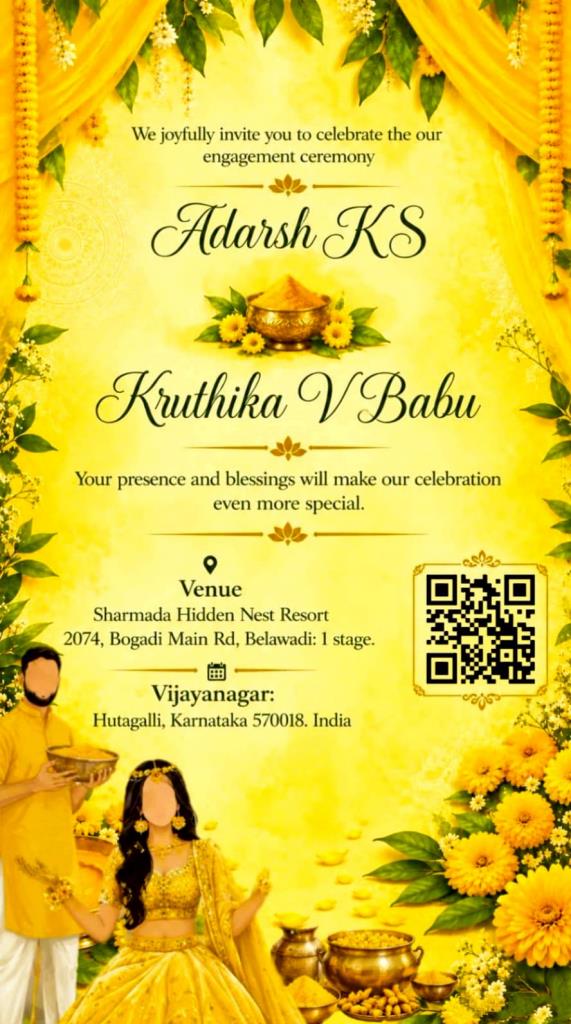 We joyfully invite you to celebrate the our
engagement ceremony
Adarsh KS
Kruthika V Babu
Your presence and blessings will make our celebration
even more special.
Venue
Sharmada Hidden Nest Resort
2074, Bogadi Main Rd, Belawadi: 1 stage.
Vijayanagar:
Hutagalli, Karnataka 570018. India